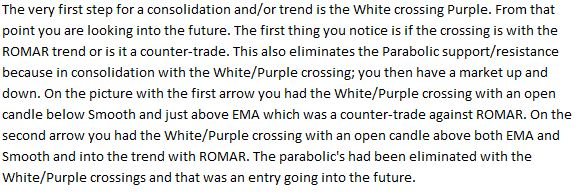 The very first step for a consolidation and/or trend is the White crossing Purple. From that
point you are looking into the future. The first thing you notice is if the crossing is with the
ROMAR trend or is it a counter-trade. This also eliminates the Parabolic support/resistance
because in consolidation with the White/Purple crossing; you then have a market up and
down. On the picture with the first arrow you had the White/Purple crossing with an open
candle below Smooth and just above EMA which was a counter-trade against ROMAR. On the
second arrow you had the White/Purple crossing with an open candle above both EMA and
Smooth and into the trend with ROMAR. The parabolic's had been eliminated with the
White/Purple crossings and that was an entry going into the future.